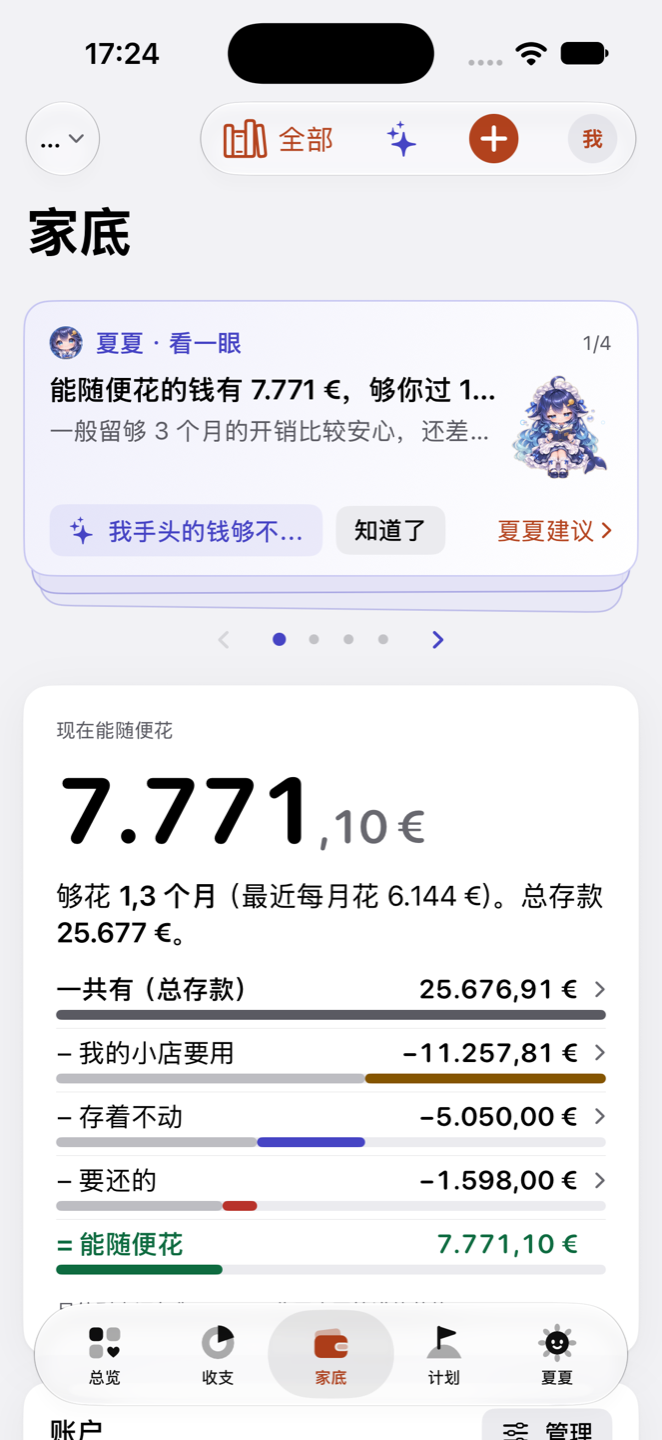 17:24
... 全部 我
家底
夏夏 · 看一眼 1/4
能随便花的钱有 7.771 €，够你过 1...
一般留够 3 个月的开销比较安心，还差...
我手头的钱够不... 知道了 夏夏建议
现在能随便花
7.771,10 €
够花 1,3 个月（最近每月花 6.144 €）。总存款
25.677 €。
一共有（总存款） 25.676,91 €
– 我的小店要用 −11.257,81 €
– 存着不动 −5.050,00 €
– 要还的 −1.598,00 €
= 能随便花 7.771,10 €
总览 收支 家底 计划 夏夏
账户 管理